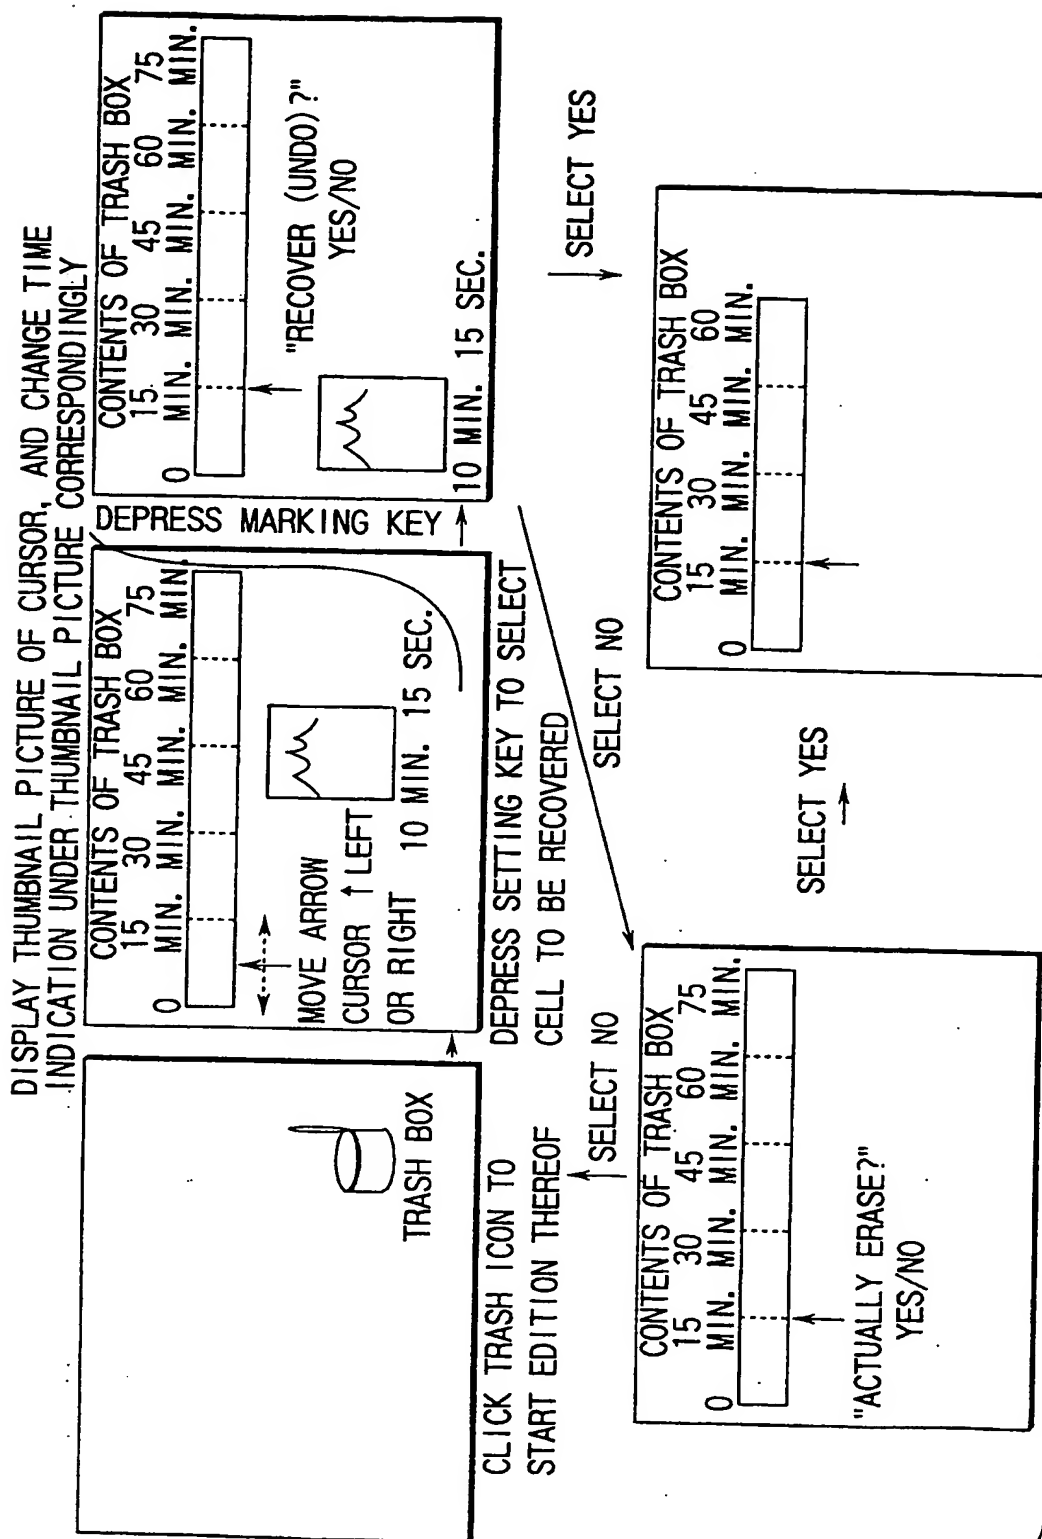 DISPLAY THUMBNAIL PICTURE OF CURSOR, AND CHANGE TIME
INDICATION UNDER THUMBNAIL PICTURE CORRESPONDINGLY
TRASH BOX
CLICK TRASH ICON TO
START EDITION THEREOF
CONTENTS OF TRASH BOX
15 30 45 60 75
0 MIN. MIN. MIN. MIN. MIN.
MOVE ARROW
CURSOR ↑ LEFT
OR RIGHT
10 MIN. 15 SEC.
DEPRESS SETTING KEY TO SELECT
CELL TO BE RECOVERED
DEPRESS MARKING KEY
CONTENTS OF TRASH BOX
15 30 45 60 75
0 MIN. MIN. MIN. MIN. MIN.
"RECOVER (UNDO)?"
YES/NO
10 MIN. 15 SEC.
SELECT NO
SELECT NO
SELECT YES
CONTENTS OF TRASH BOX
15 30 45 60 75
0 MIN. MIN. MIN. MIN. MIN.
"ACTUALLY ERASE?"
YES/NO
SELECT YES
CONTENTS OF TRASH BOX
15 30 45 60
0 MIN. MIN. MIN. MIN.